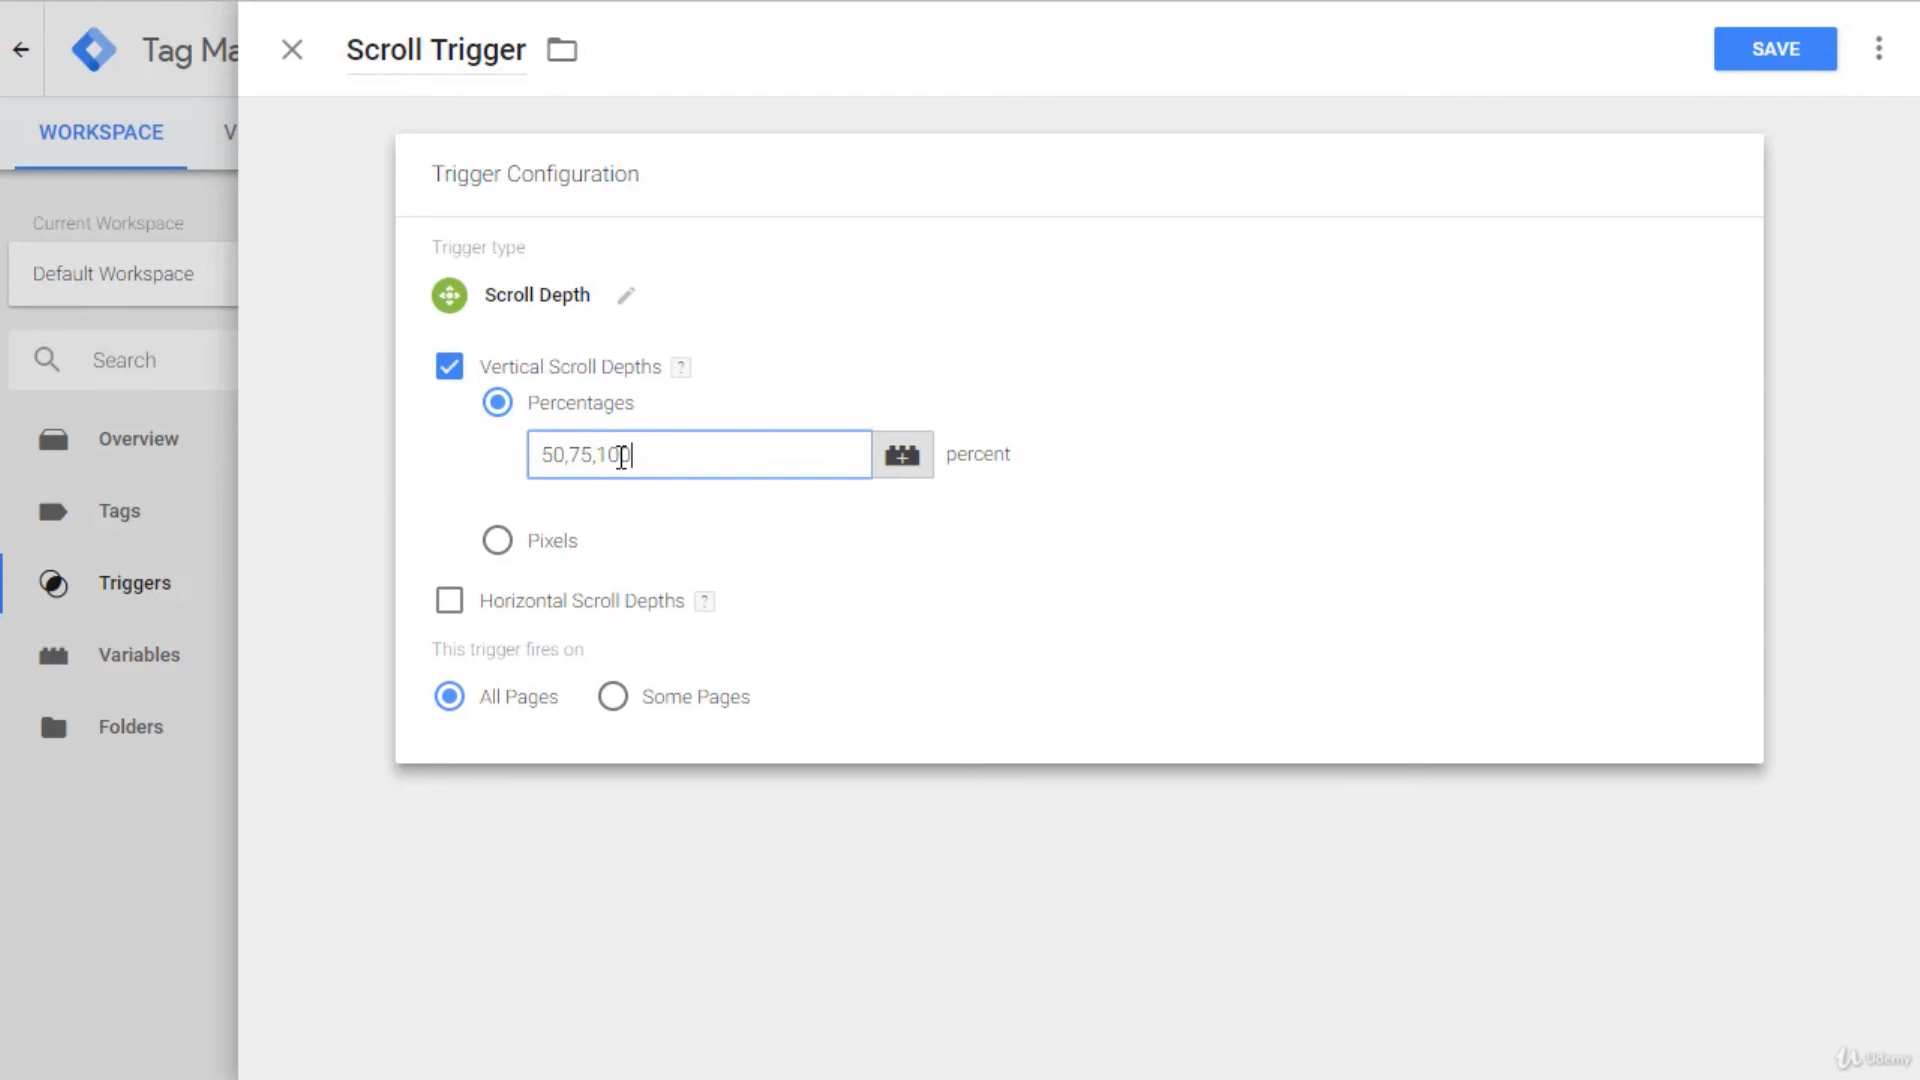 Tag Ma
Scroll Trigger
SAVE
WORKSPACE
V
Current Workspace
Default Workspace
Search
Overview
Tags
Triggers
Variables
Folders
Trigger Configuration
Trigger type
Scroll Depth
Vertical Scroll Depths ?
Percentages
50,75,100
percent
Pixels
Horizontal Scroll Depths ?
This trigger fires on
All Pages
Some Pages
Udemy